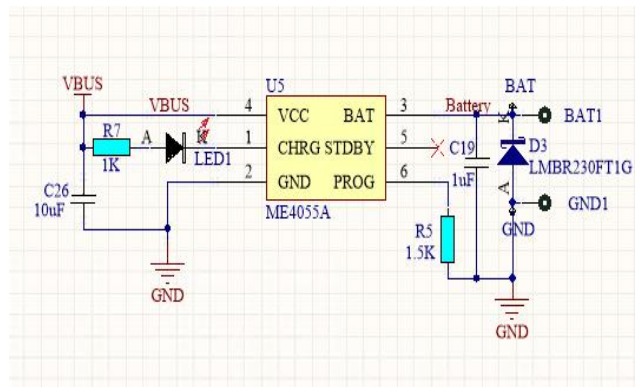 VBUS
U5
BAT
VBUS 4 VCC BAT 3 Battery BAT1
R7 A K 1 CHRG STDBY 5 C19 K D3
1K LED1 LMBR230FT1G
2 GND PROG 6 1uF A GND1
C26 ME4055A GND
10uF R5
1.5K
GND
GND